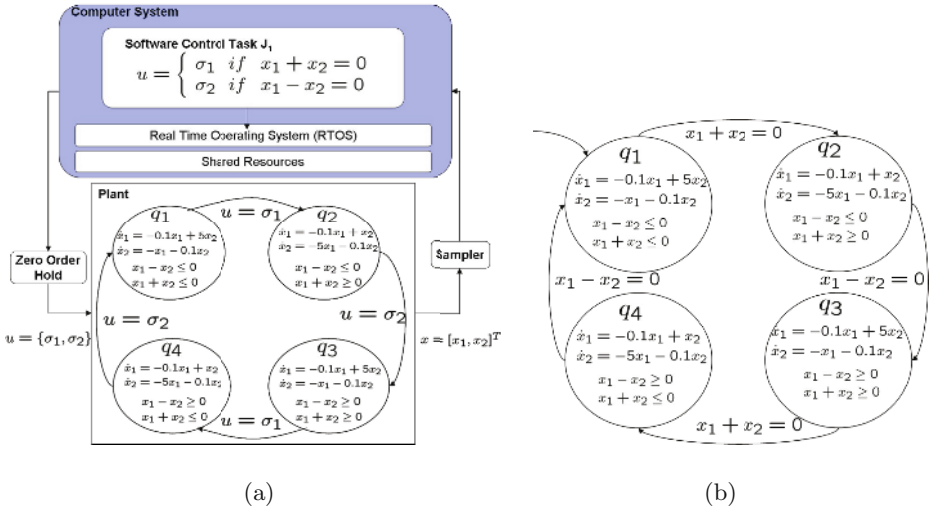 Computer System
Software Control Task J₁
u = { σ₁ if x₁ + x₂ = 0
σ₂ if x₁ − x₂ = 0
Real Time Operating System (RTOS)
Shared Resources
Plant
q₁
ẋ₁ = −0.1x₁ + 5x₂
ẋ₂ = −x₁ − 0.1x₂
x₁ − x₂ ≤ 0
x₁ + x₂ ≤ 0
u = σ₁
q₂
ẋ₁ = −0.1x₁ + x₂
ẋ₂ = −5x₁ − 0.1x₂
x₁ − x₂ ≤ 0
x₁ + x₂ ≥ 0
Zero Order
Hold
Sampler
u = {σ₁, σ₂}
u = σ₂
u = σ₂
x = [x₁, x₂]ᵀ
q₄
ẋ₁ = −0.1x₁ + x₂
ẋ₂ = −5x₁ − 0.1x₂
x₁ − x₂ ≥ 0
x₁ + x₂ ≤ 0
q₃
ẋ₁ = −0.1x₁ + 5x₂
ẋ₂ = −x₁ − 0.1x₂
x₁ − x₂ ≥ 0
x₁ + x₂ ≥ 0
u = σ₁
(a)
x₁ + x₂ = 0
q₁
ẋ₁ = −0.1x₁ + 5x₂
ẋ₂ = −x₁ − 0.1x₂
x₁ − x₂ ≤ 0
x₁ + x₂ ≤ 0
q₂
ẋ₁ = −0.1x₁ + x₂
ẋ₂ = −5x₁ − 0.1x₂
x₁ − x₂ ≤ 0
x₁ + x₂ ≥ 0
x₁ − x₂ = 0
x₁ − x₂ = 0
q₄
ẋ₁ = −0.1x₁ + x₂
ẋ₂ = −5x₁ − 0.1x₂
x₁ − x₂ ≥ 0
x₁ + x₂ ≤ 0
q₃
ẋ₁ = −0.1x₁ + 5x₂
ẋ₂ = −x₁ − 0.1x₂
x₁ − x₂ ≥ 0
x₁ + x₂ ≥ 0
x₁ + x₂ = 0
(b)